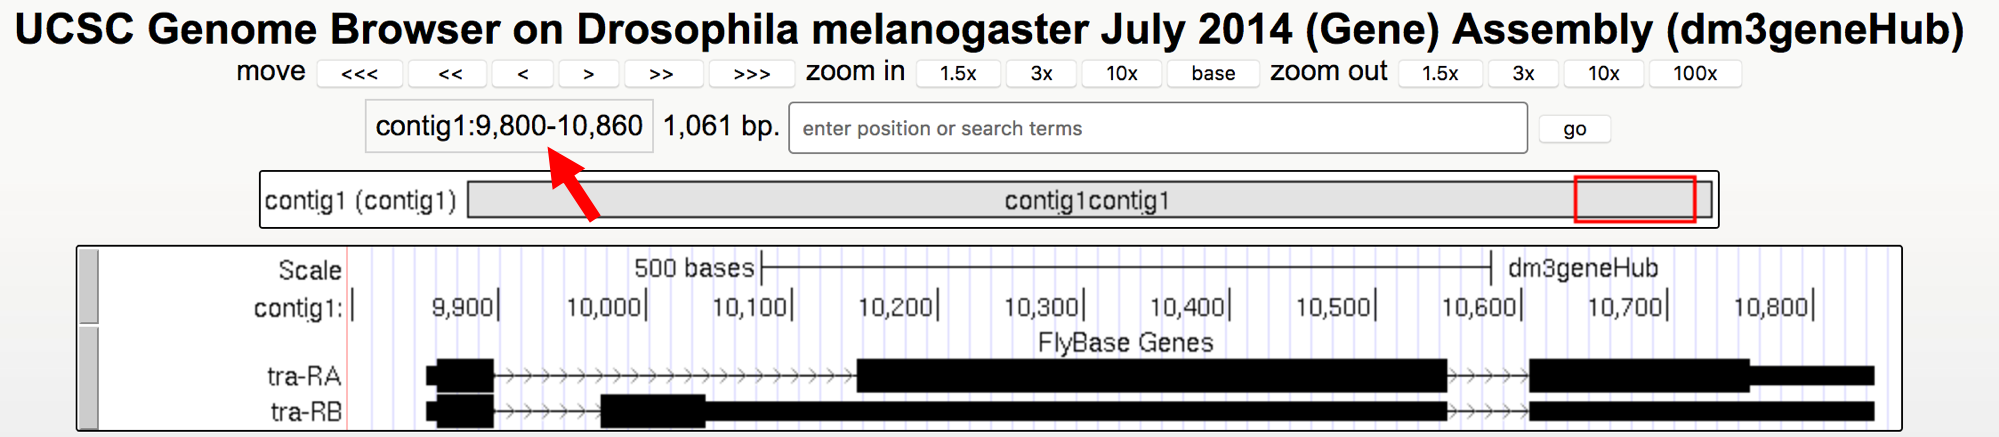 UCSC Genome Browser on Drosophila melanogaster July 2014 (Gene) Assembly (dm3geneHub)
move <<< << < > >> >>> zoom in 1.5x 3x 10x base zoom out 1.5x 3x 10x 100x
contig1:9,800-10,860 1,061 bp. enter position or search terms go
contig1 (contig1) contig1contig1
Scale 500 bases dm3geneHub
contig1: 9,900 10,000 10,100 10,200 10,300 10,400 10,500 10,600 10,700 10,800
FlyBase Genes
tra-RA
tra-RB